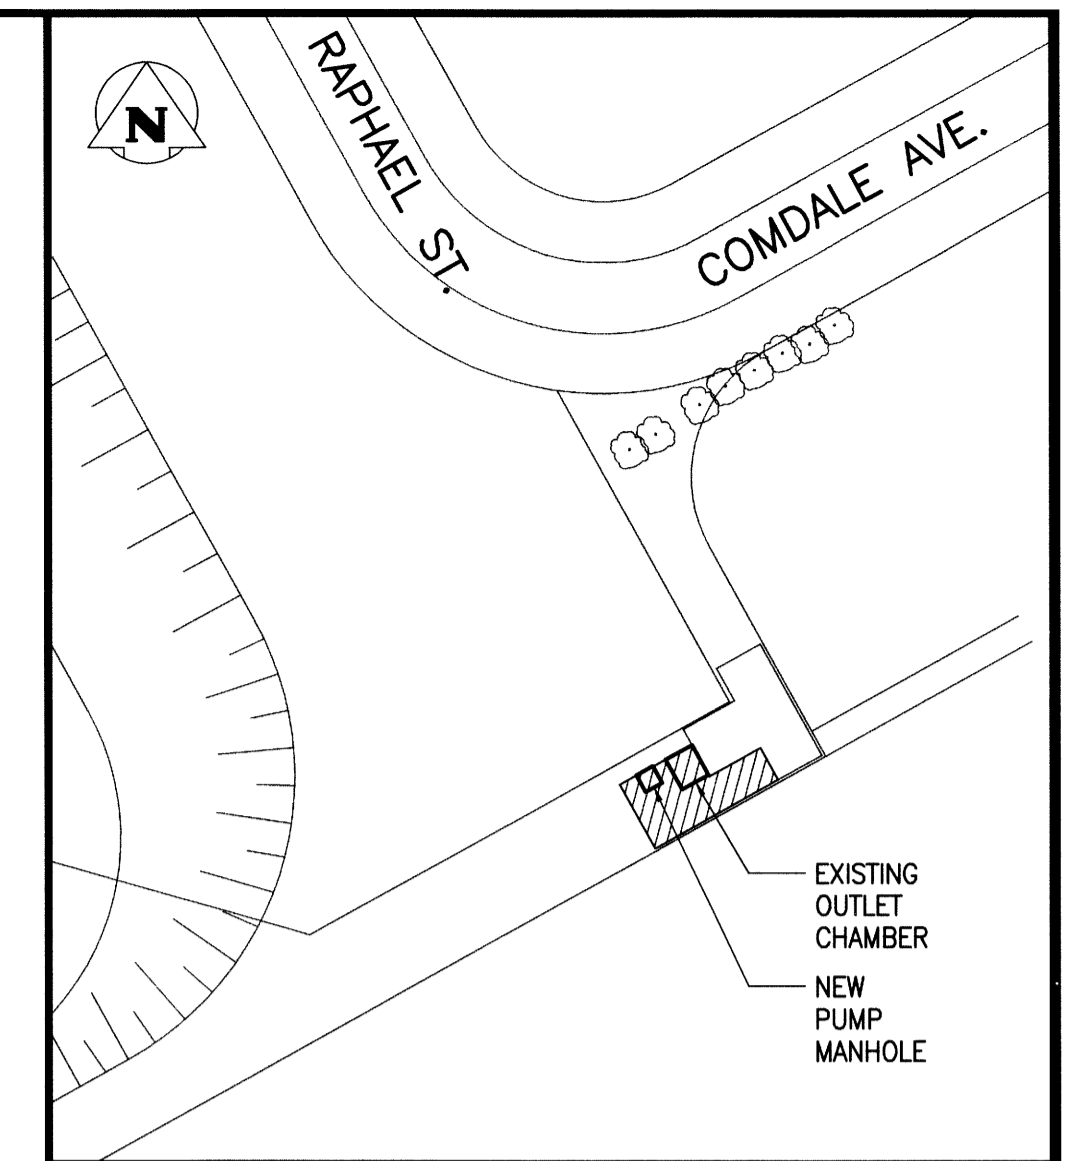 N
RAPHAEL ST.
COMDALE AVE.
EXISTING
OUTLET
CHAMBER
NEW
PUMP
MANHOLE